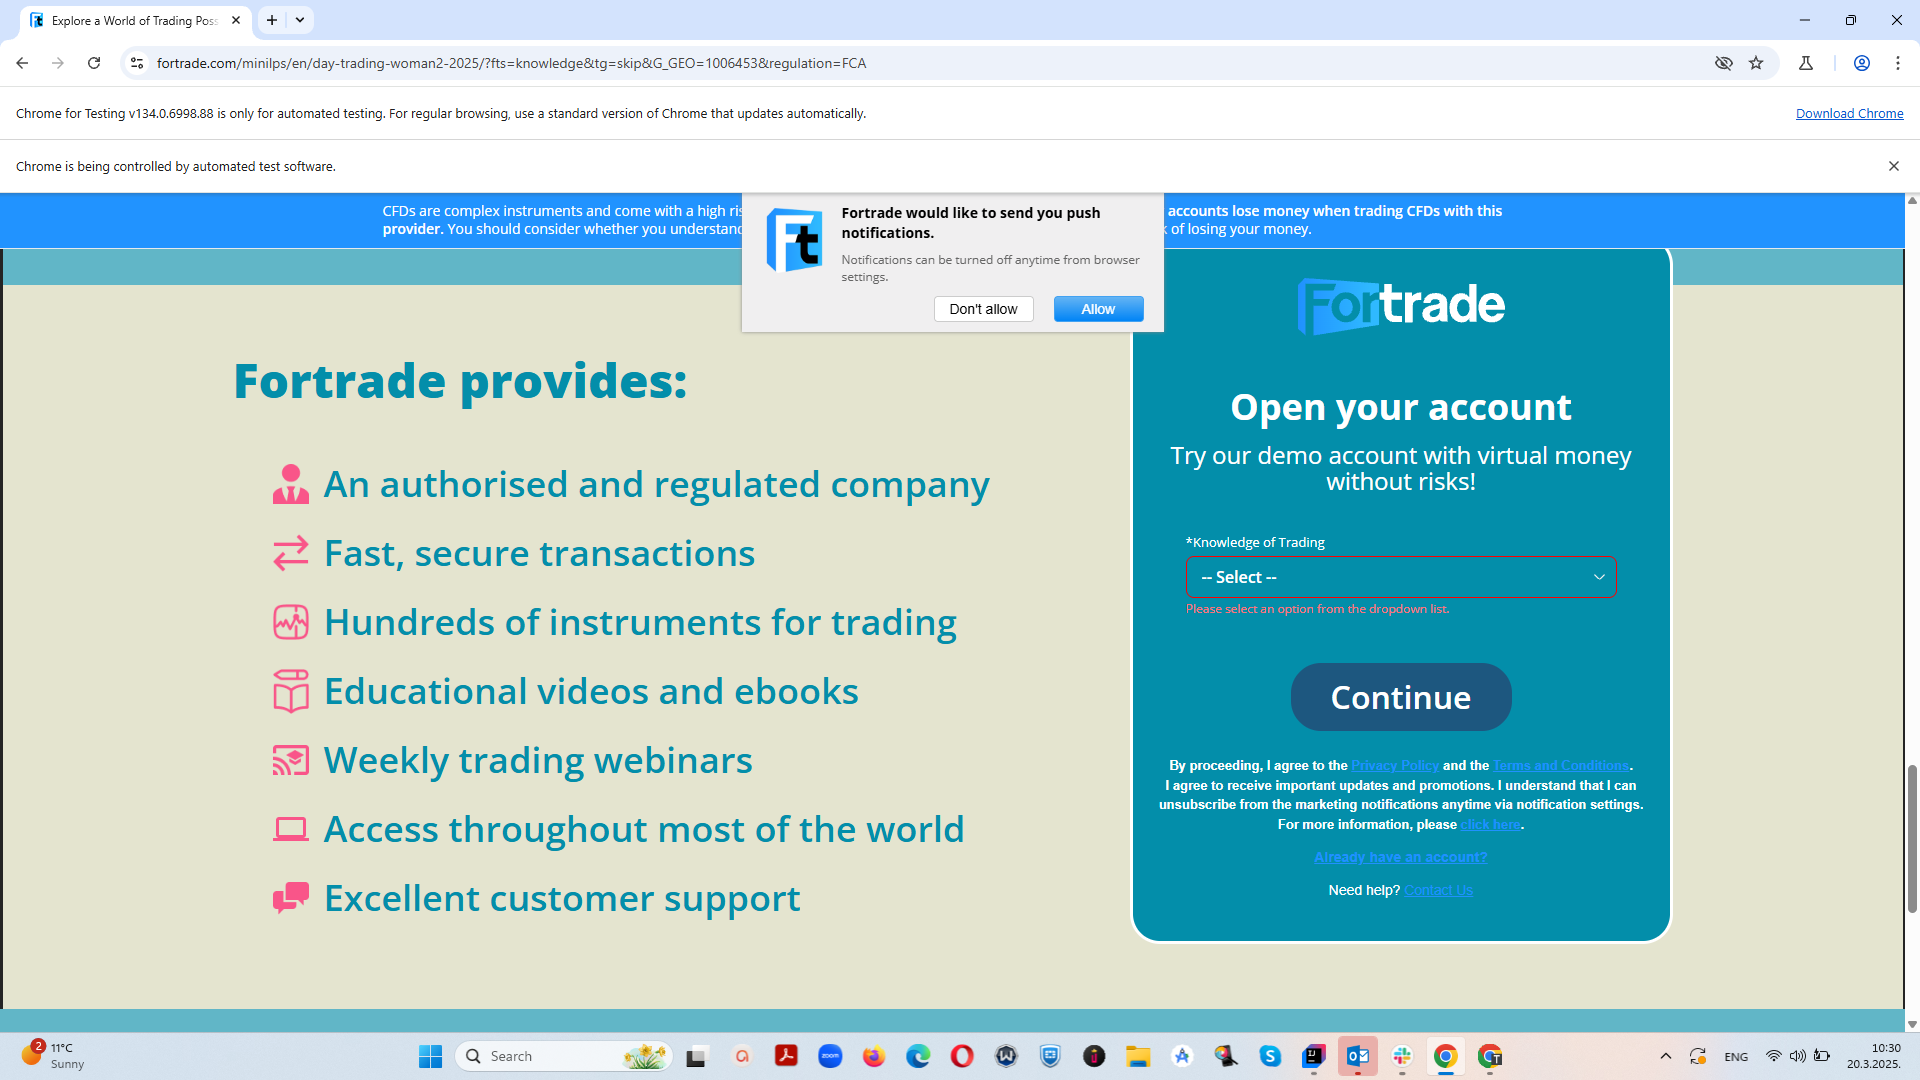 Explore a World of Trading Poss
fortrade.com/minilps/en/day-trading-woman2-2025/?fts=knowledge&tg=skip&G_GEO=1006453&regulation=FCA
Chrome for Testing v134.0.6998.88 is only for automated testing. For regular browsing, use a standard version of Chrome that updates automatically.
Download Chrome
Chrome is being controlled by automated test software.
CFDs are complex instruments and come with a high ris
accounts lose money when trading CFDs with this
provider. You should consider whether you understand
of losing your money.
Fortrade would like to send you push
notifications.
Notifications can be turned off anytime from browser
settings.
Don't allow
Allow
Ft
Fortrade
Fortrade provides:
An authorised and regulated company
Fast, secure transactions
Hundreds of instruments for trading
Educational videos and ebooks
Weekly trading webinars
Access throughout most of the world
Excellent customer support
Open your account
Try our demo account with virtual money
without risks!
*Knowledge of Trading
-- Select --
Please select an option from the dropdown list.
Continue
By proceeding, I agree to the Privacy Policy and the Terms and Conditions.
I agree to receive important updates and promotions. I understand that I can
unsubscribe from the marketing notifications anytime via notification settings.
For more information, please click here.
Already have an account?
Need help? Contact Us
2
11°C
Sunny
Search
zoom
ENG
10:30
20.3.2025.